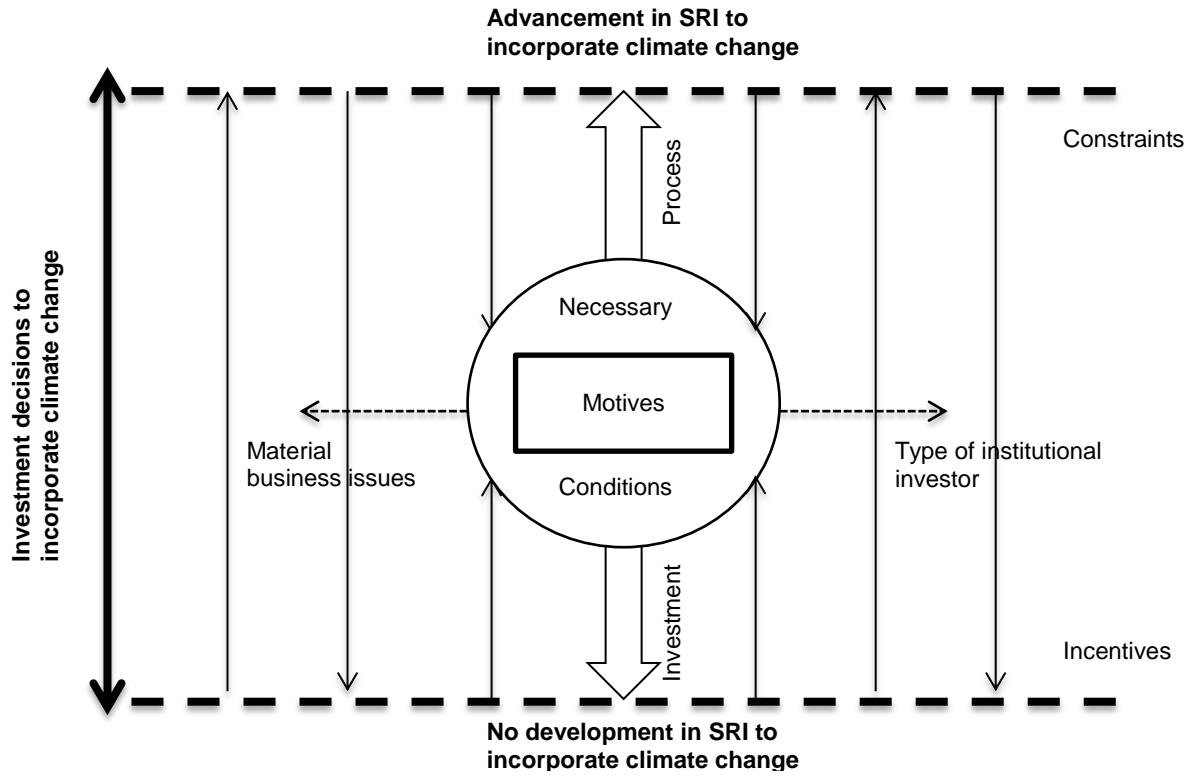 Advancement in SRI to
incorporate climate change
Constraints
Process
Investment decisions to
incorporate climate change
Necessary
Motives
Material
business issues
Type of institutional
investor
Conditions
Investment
Incentives
No development in SRI to
incorporate climate change